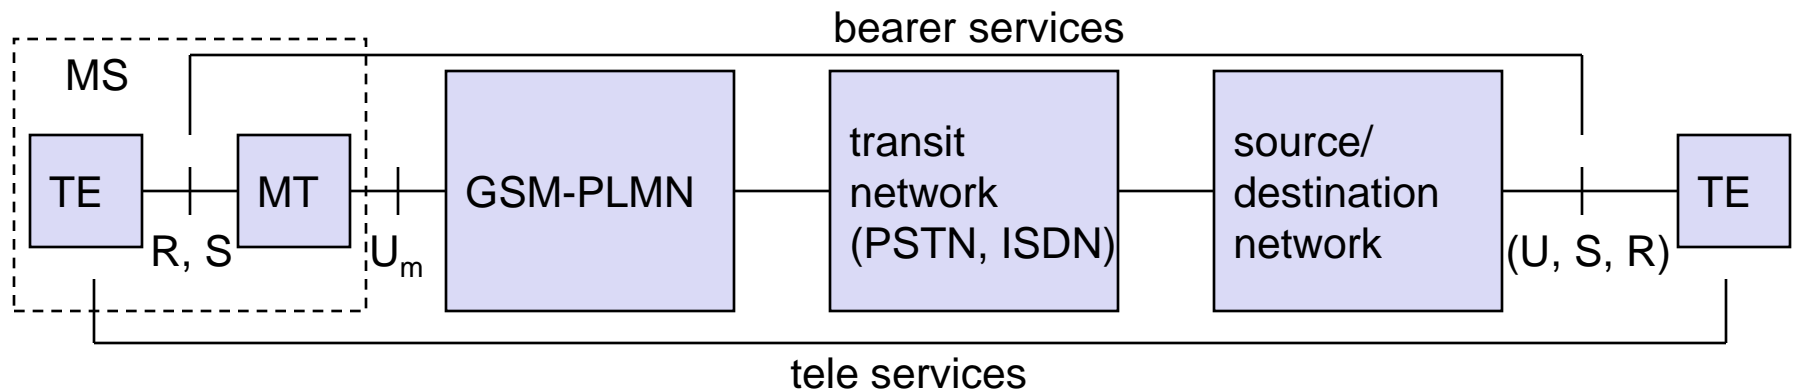 bearer services
MS
TE
MT
GSM-PLMN
transit
network
(PSTN, ISDN)
source/
destination
network
TE
R, S
Um
(U, S, R)
tele services